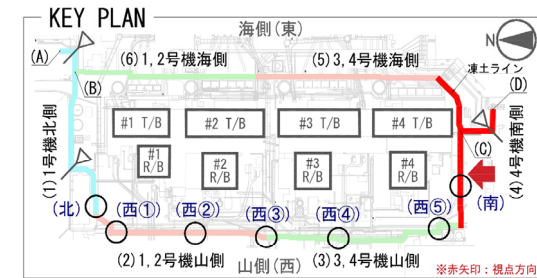 KEY PLAN
海側(東)
N
(A)
(6)1,2号機海側
(5)3,4号機海側
凍土ライン
(B)
(D)
#1 T/B
#2 T/B
#3 T/B
#4 T/B
(1)1号機北側
#1
R/B
#2
R/B
#3
R/B
#4
R/B
(C)
(4)4号機南側
(北)
(西①)
(西②)
(西③)
(西④)
(西⑤)
(南)
(2)1,2号機山側
(3)3,4号機山側
山側(西)
※赤矢印:視点方向